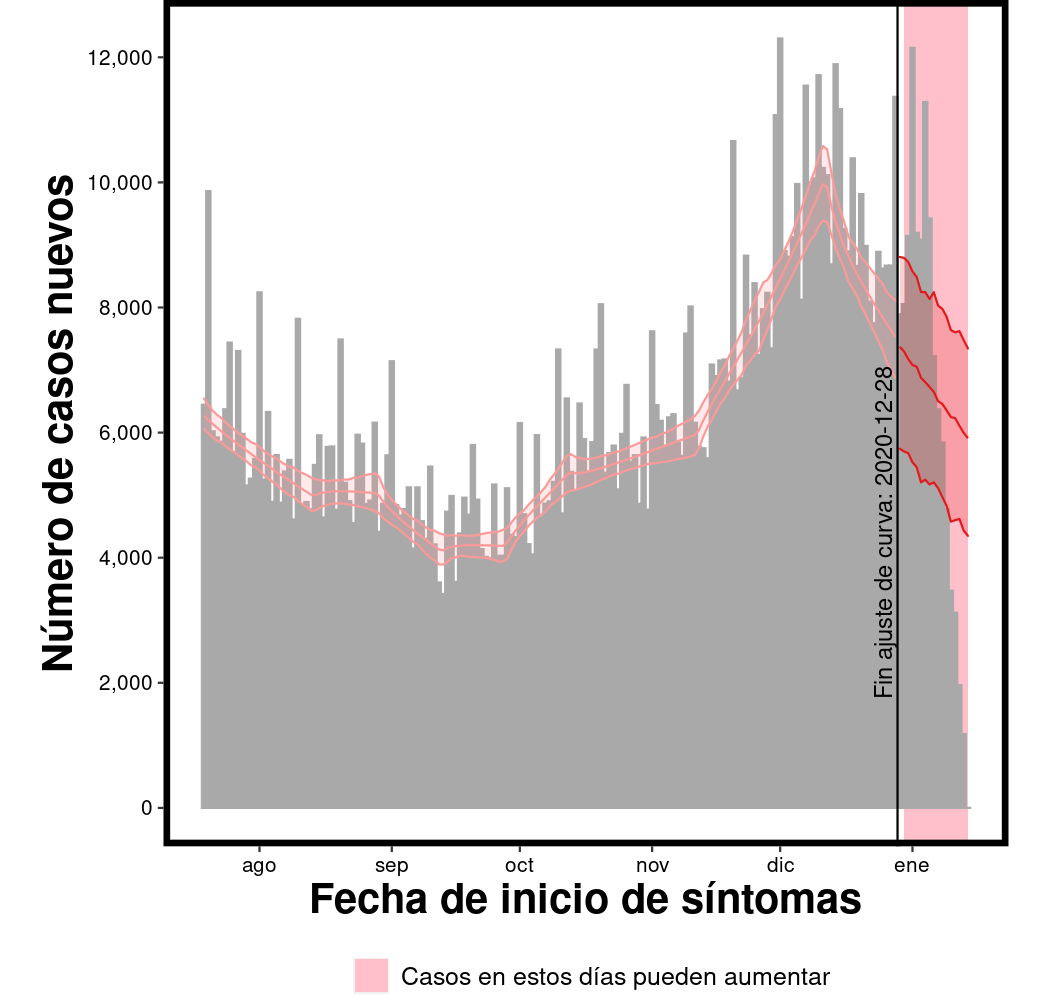 Número de casos nuevos
12,000
10,000
8,000
6,000
4,000
2,000
0
Fin ajuste de curva: 2020-12-28
ago sep oct nov dic ene
Fecha de inicio de síntomas
Casos en estos días pueden aumentar